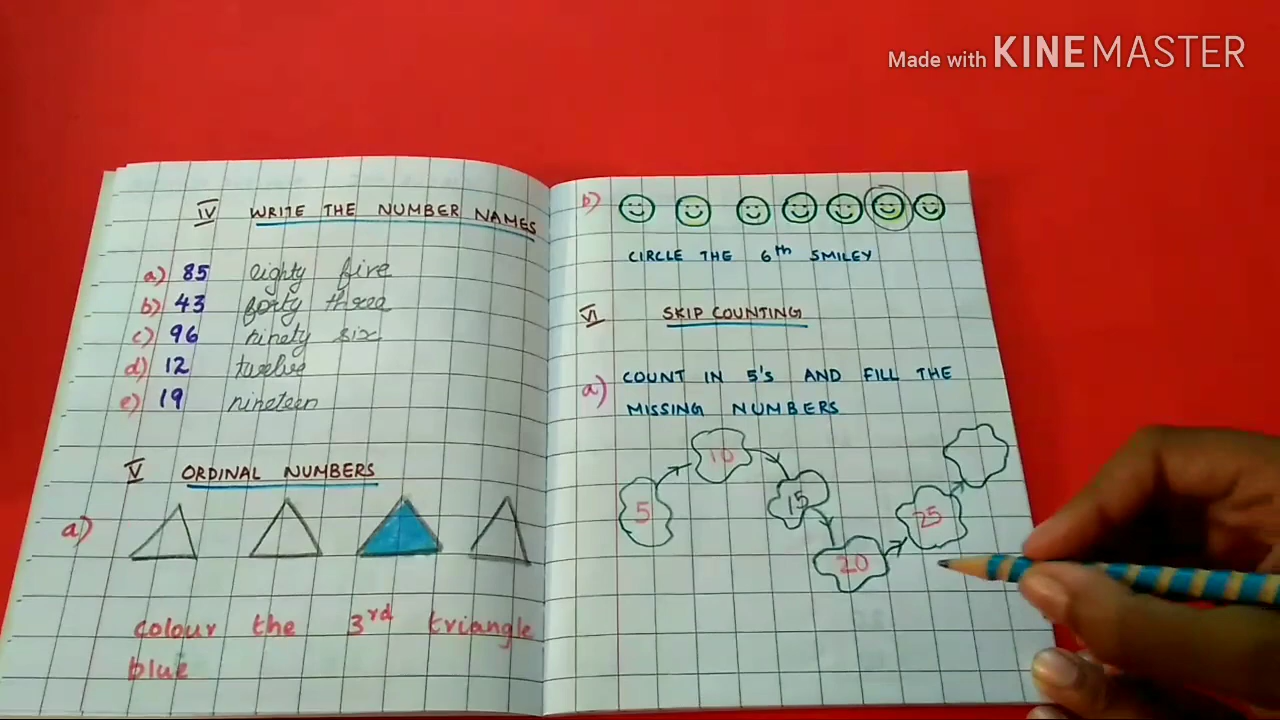 Made with KINEMASTER
IV WRITE THE NUMBER NAMES
a) 85 eighty five
b) 43 forty three
c) 96 ninety six
d) 12 twelve
e) 19 nineteen
V ORDINAL NUMBERS
a)
colour the 3rd triangle
blue
b)
CIRCLE THE 6th SMILEY
VI SKIP COUNTING
a) COUNT IN 5's AND FILL THE
MISSING NUMBERS
5 10 15 20 25